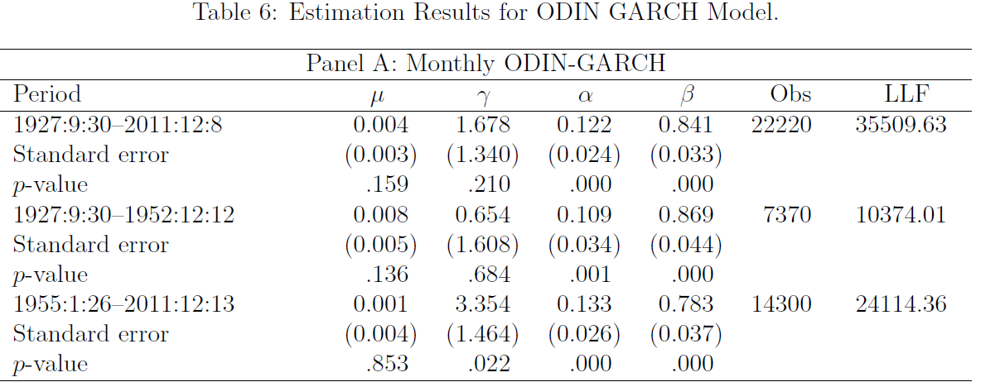 Table 6: Estimation Results for ODIN GARCH Model.
Panel A: Monthly ODIN-GARCH
Period μ γ α β Obs LLF
1927:9:30–2011:12:8 0.004 1.678 0.122 0.841 22220 35509.63
Standard error (0.003) (1.340) (0.024) (0.033)
p-value .159 .210 .000 .000
1927:9:30–1952:12:12 0.008 0.654 0.109 0.869 7370 10374.01
Standard error (0.005) (1.608) (0.034) (0.044)
p-value .136 .684 .001 .000
1955:1:26–2011:12:13 0.001 3.354 0.133 0.783 14300 24114.36
Standard error (0.004) (1.464) (0.026) (0.037)
p-value .853 .022 .000 .000